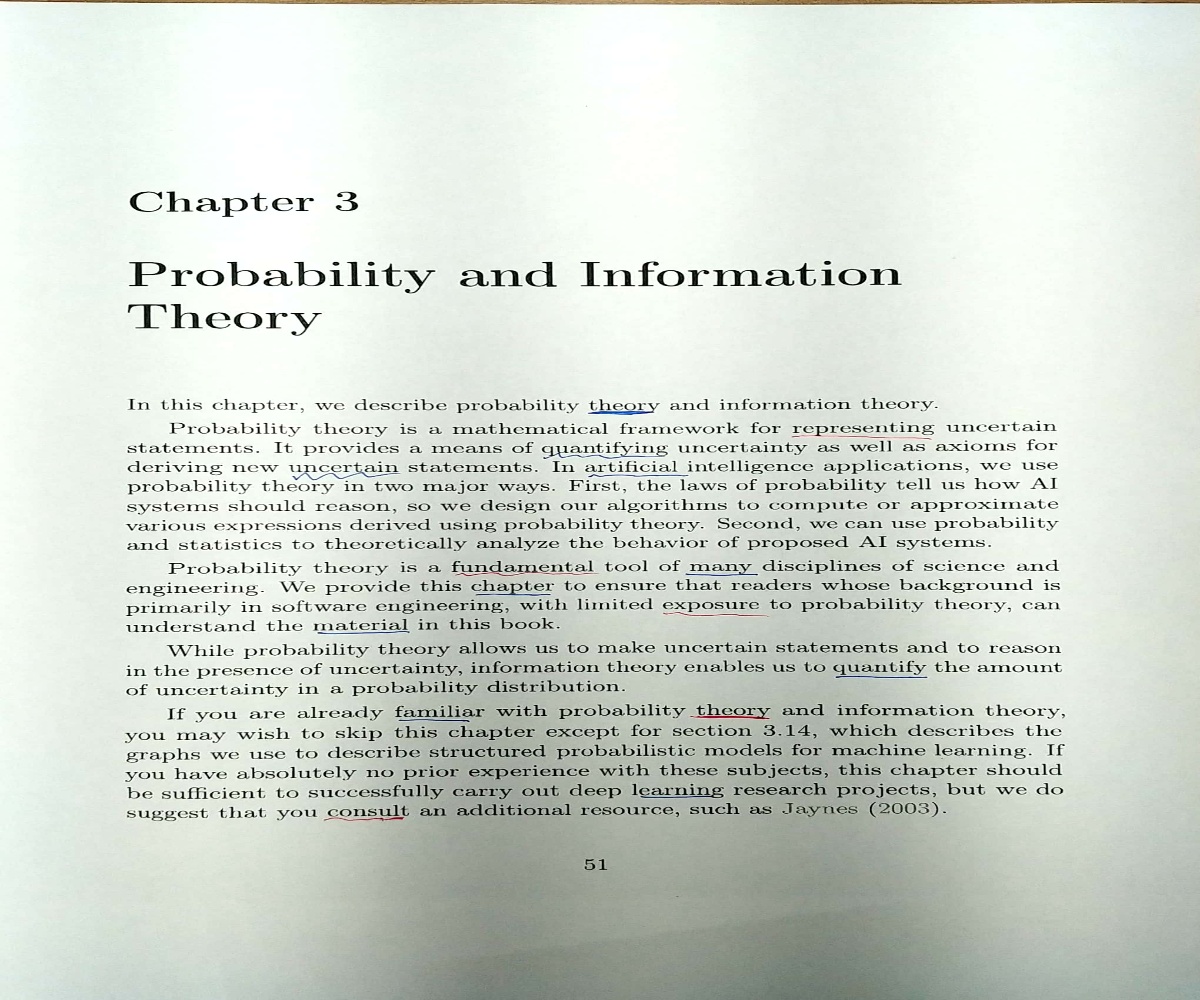 Chapter 3
Probability and Information
Theory
In this chapter, we describe probability theory and information theory.
Probability theory is a mathematical framework for representing uncertain
statements. It provides a means of quantifying uncertainty as well as axioms for
deriving new uncertain statements. In artificial intelligence applications, we use
probability theory in two major ways. First, the laws of probability tell us how AI
systems should reason, so we design our algorithms to compute or approximate
various expressions derived using probability theory. Second, we can use probability
and statistics to theoretically analyze the behavior of proposed AI systems.
Probability theory is a fundamental tool of many disciplines of science and
engineering. We provide this chapter to ensure that readers whose background is
primarily in software engineering, with limited exposure to probability theory, can
understand the material in this book.
While probability theory allows us to make uncertain statements and to reason
in the presence of uncertainty, information theory enables us to quantify the amount
of uncertainty in a probability distribution.
If you are already familiar with probability theory and information theory,
you may wish to skip this chapter except for section 3.14, which describes the
graphs we use to describe structured probabilistic models for machine learning. If
you have absolutely no prior experience with these subjects, this chapter should
be sufficient to successfully carry out deep learning research projects, but we do
suggest that you consult an additional resource, such as Jaynes (2003).
51